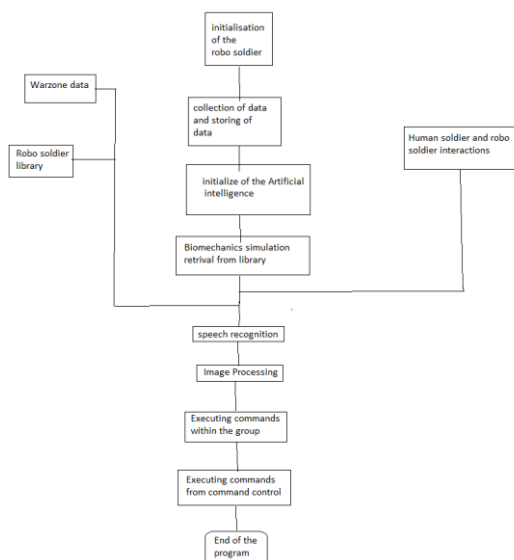 initialisation
of the
robo soldier
Warzone data
collection of data
and storing of
data
Robo soldier
library
Human soldier and robo
soldier interactions
initialize of the Artificial
intelligence
Biomechanics simulation
retrival from library
speech recognition
Image Processing
Executing commands
within the group
Executing commands
from command control
End of the
program